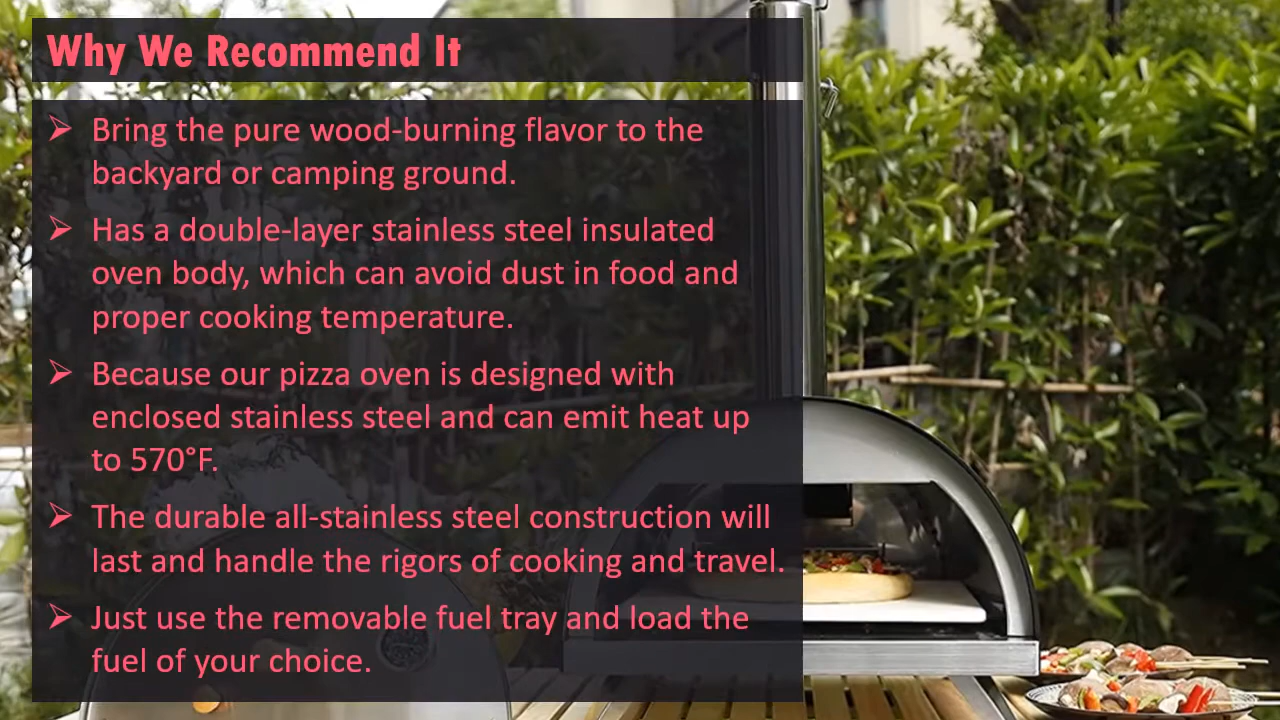 Why We Recommend It
➢ Bring the pure wood-burning flavor to the
backyard or camping ground.
➢ Has a double-layer stainless steel insulated
oven body, which can avoid dust in food and
proper cooking temperature.
➢ Because our pizza oven is designed with
enclosed stainless steel and can emit heat up
to 570°F.
➢ The durable all-stainless steel construction will
last and handle the rigors of cooking and travel.
➢ Just use the removable fuel tray and load the
fuel of your choice.